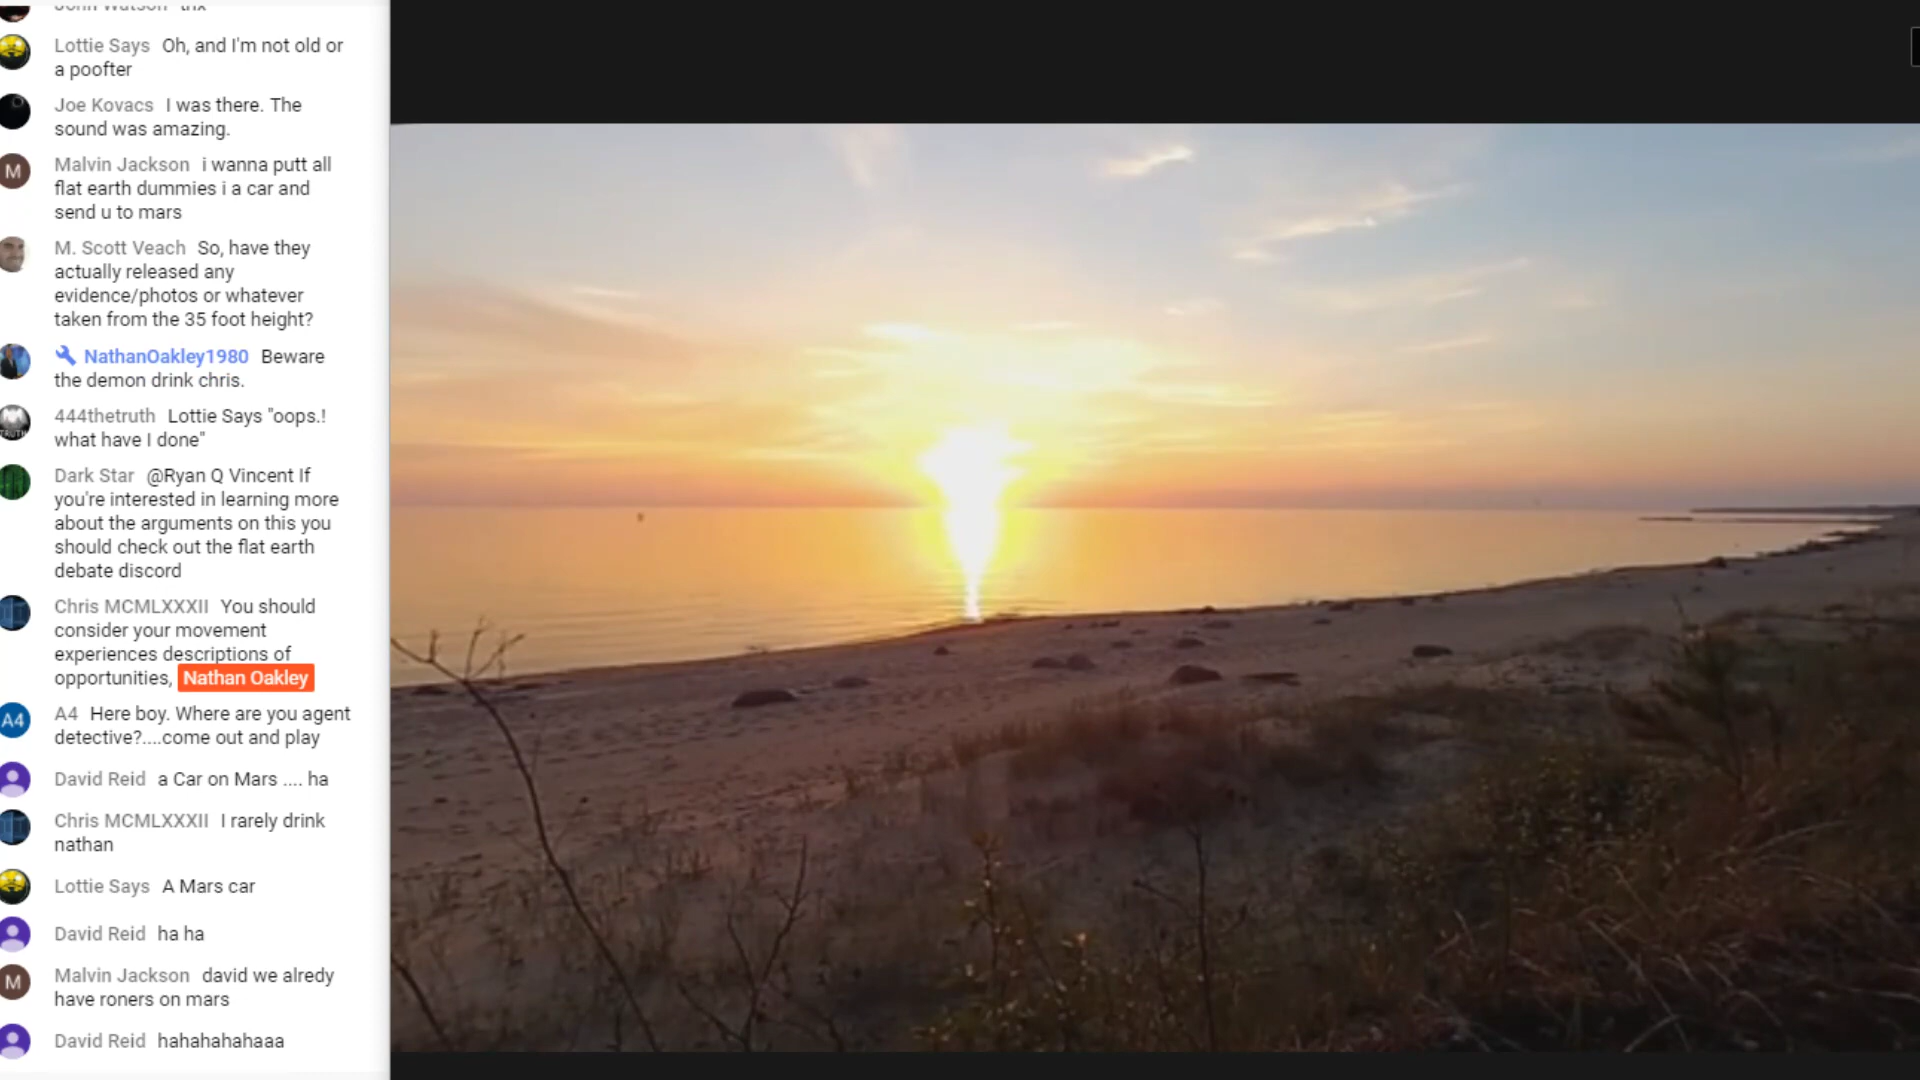 John Watson thx
Lottie Says Oh, and I'm not old or
a poofter
Joe Kovacs I was there. The
sound was amazing.
M
Malvin Jackson i wanna putt all
flat earth dummies i a car and
send u to mars
M. Scott Veach So, have they
actually released any
evidence/photos or whatever
taken from the 35 foot height?
NathanOakley1980 Beware
the demon drink chris.
TRUTH
444thetruth Lottie Says "oops.!
what have I done"
Dark Star @Ryan Q Vincent If
you're interested in learning more
about the arguments on this you
should check out the flat earth
debate discord
Chris MCMLXXXII You should
consider your movement
experiences descriptions of
opportunities, Nathan Oakley
A4
A4 Here boy. Where are you agent
detective?....come out and play
David Reid a Car on Mars .... ha
Chris MCMLXXXII I rarely drink
nathan
Lottie Says A Mars car
David Reid ha ha
M
Malvin Jackson david we alredy
have roners on mars
David Reid hahahahahaaa